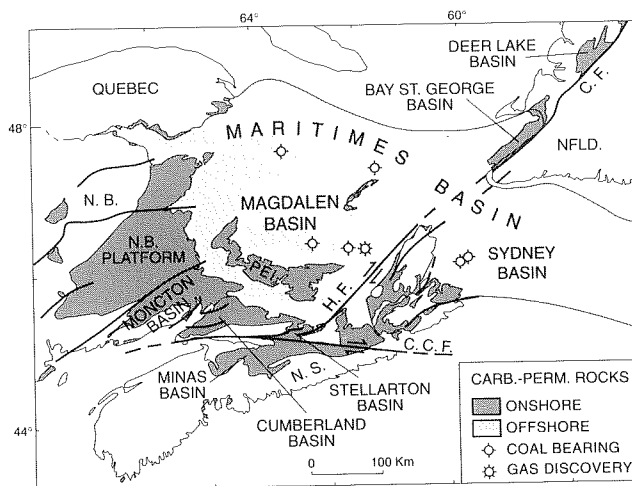 64°
60
DEER LAKE
BASIN
QUEBEC
C.F.
BAY ST. GEORGE
BASIN
48°
MARITIMES
BASIN
NFLD.
N.B.
MAGDALEN
BASIN
N.B.
PLATFORM
P.E.I.
SYDNEY
BASIN
H.F.
MONCTON
BASIN
C.C.F.
N.S.
MINAS
BASIN
STELLARTON
BASIN
CUMBERLAND
BASIN
44°
0 100 Km
CARB.-PERM. ROCKS
ONSHORE
OFFSHORE
COAL BEARING
GAS DISCOVERY